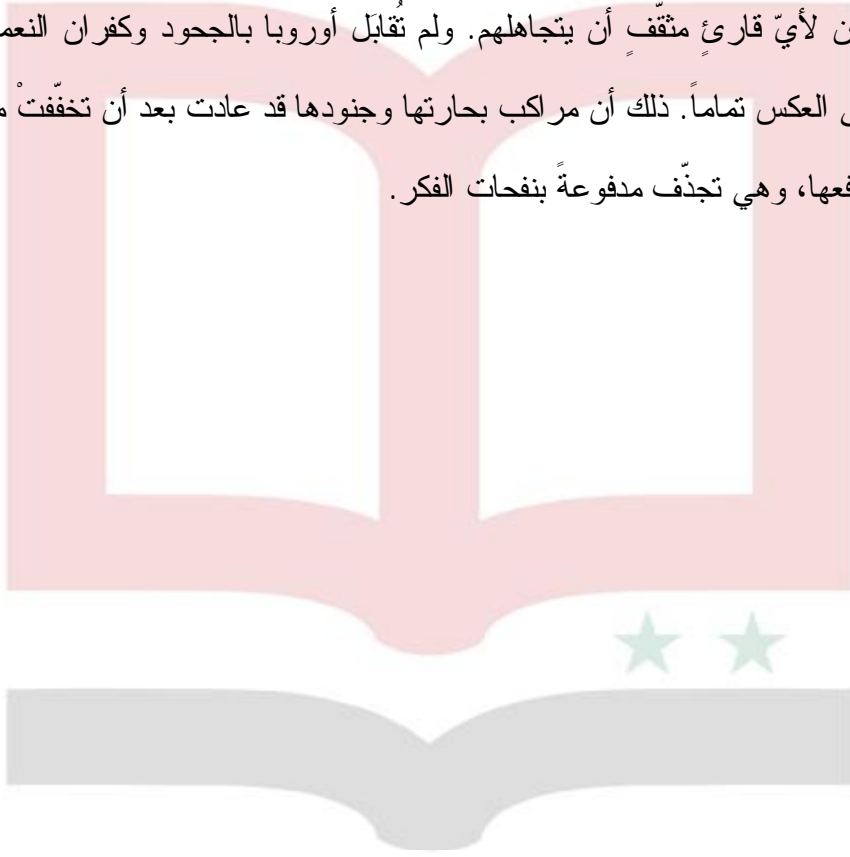 لأيّ قارئٍ مثقّفٍ أن يتجاهلهم. ولم تُقابَل أوروبا بالجحود وكفران
العكس تماماً. ذلك أن مراكب بحارتها وجنودها قد عادت بعد أن تخفّفتْ
وهي تجذّف مدفوعةً بنفحات الفكر.